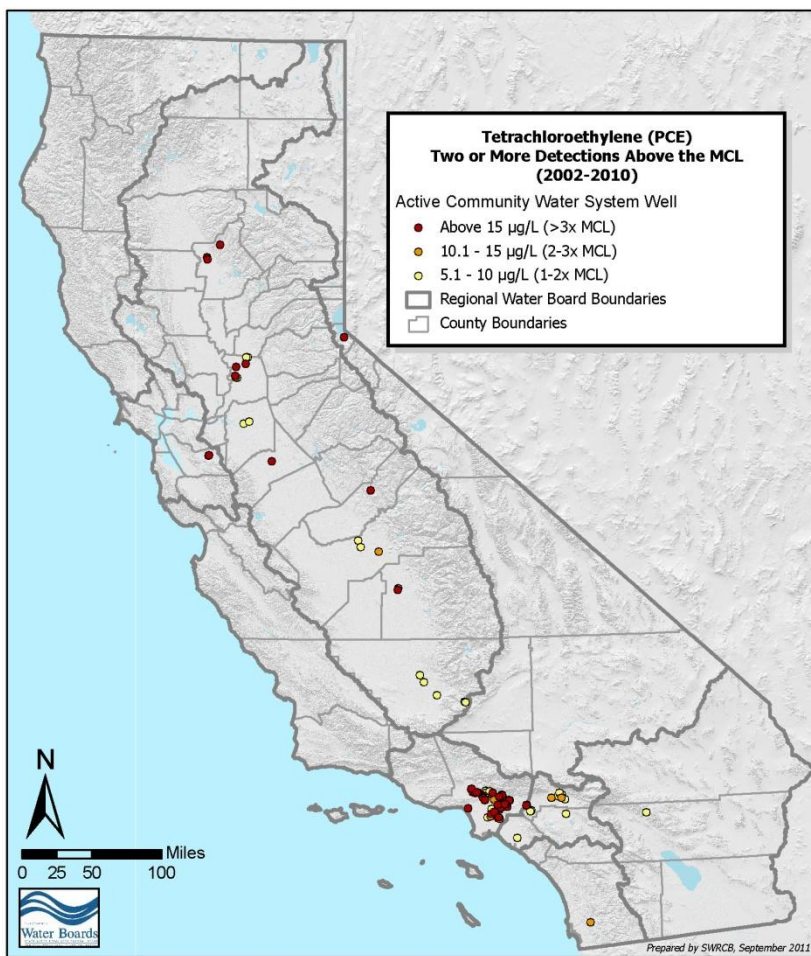 Tetrachloroethylene (PCE)
Two or More Detections Above the MCL
(2002-2010)
Active Community Water System Well
Above 15 µg/L (>3x MCL)
10.1 - 15 µg/L (2-3x MCL)
5.1 - 10 µg/L (1-2x MCL)
Regional Water Board Boundaries
County Boundaries
N
Miles
0 25 50 100
Water Boards
Prepared by SWRCB, September 2011